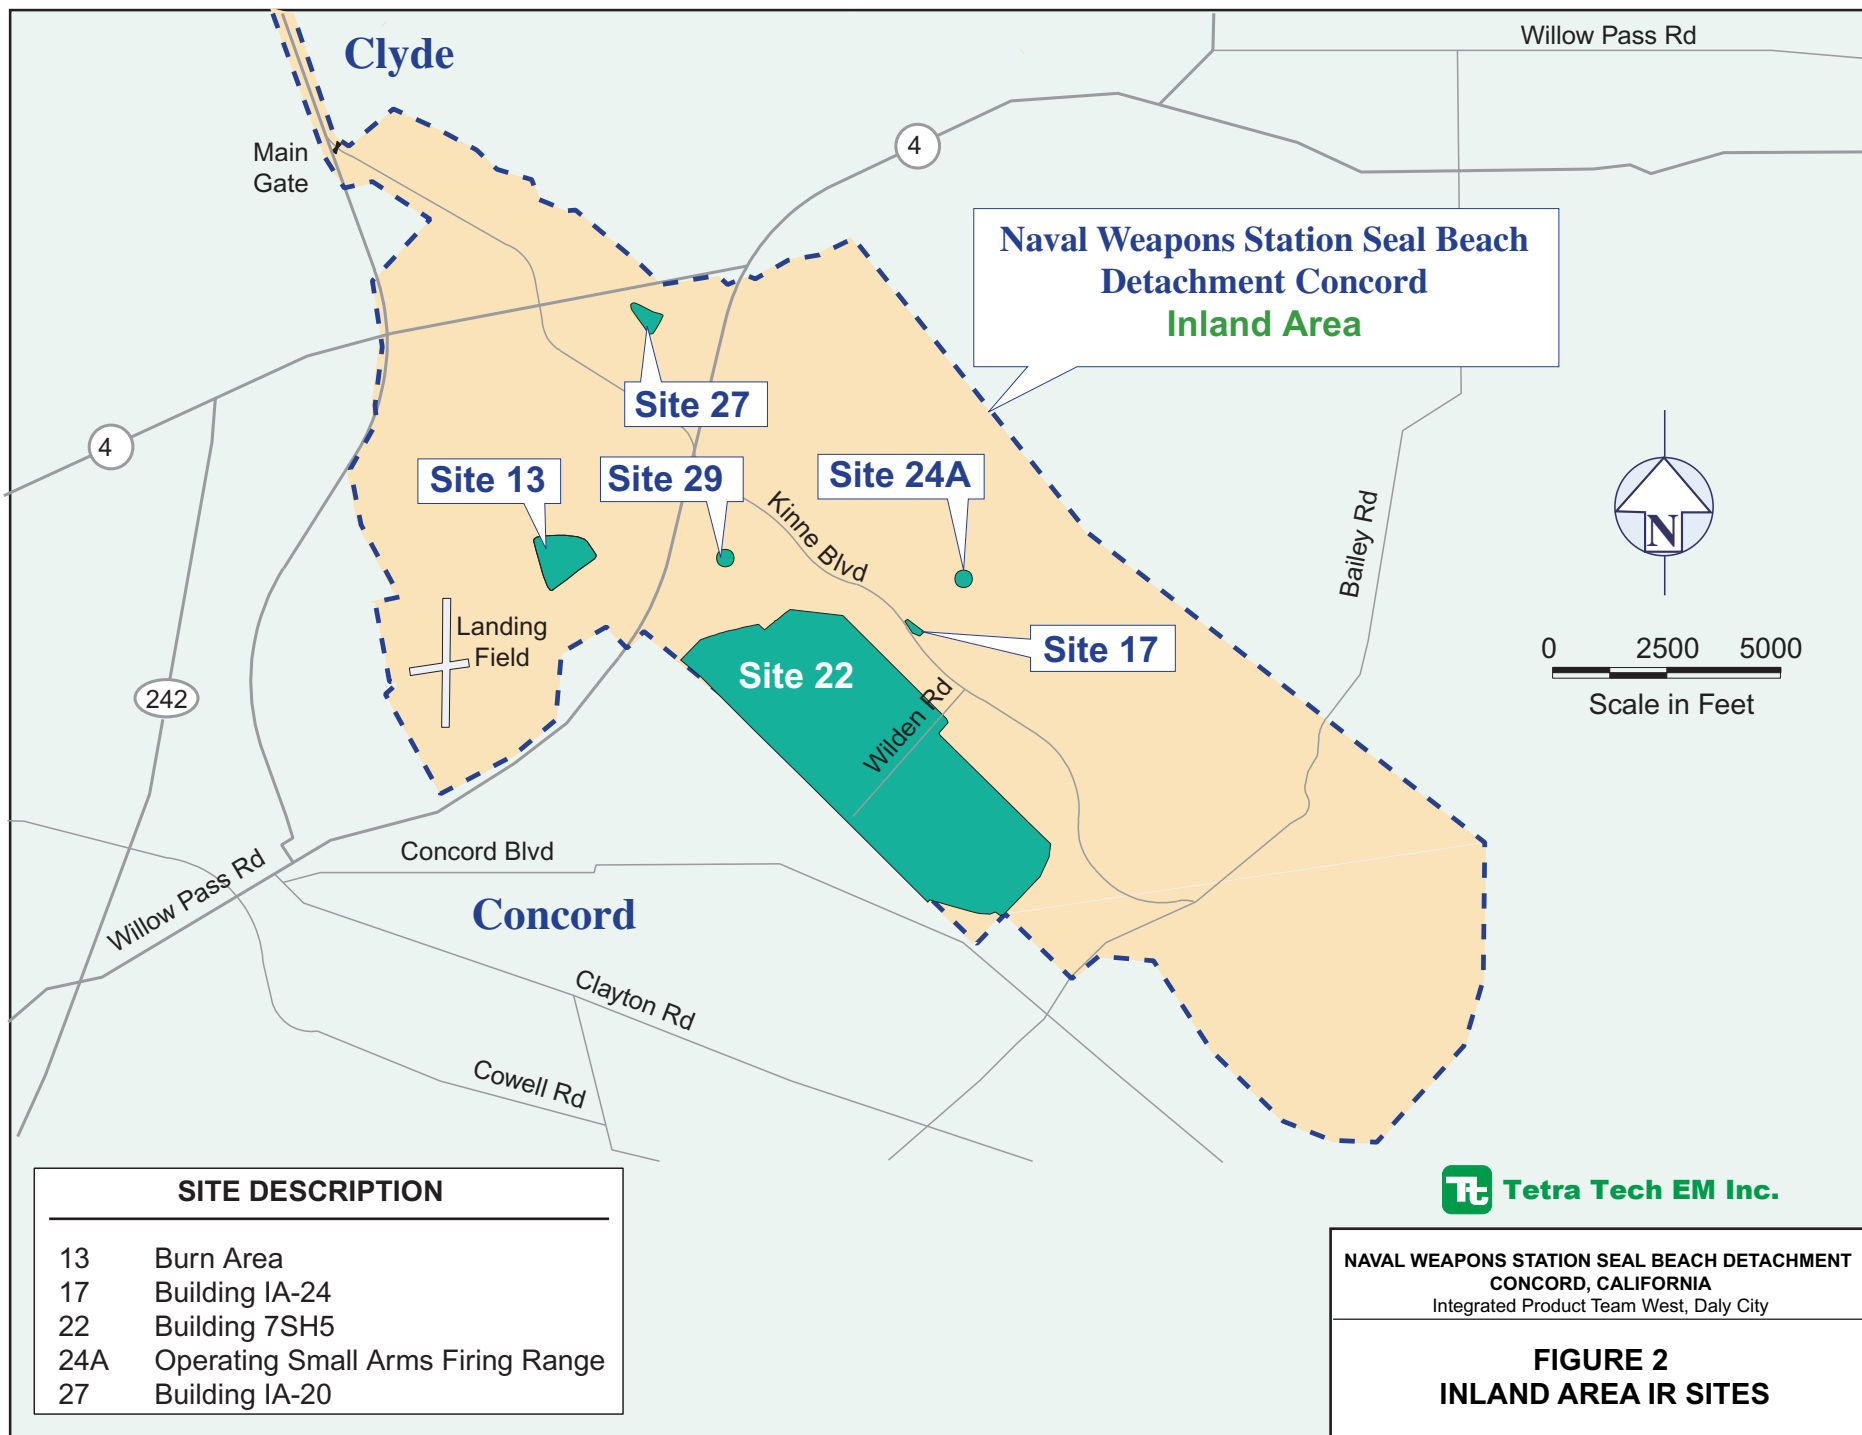 Clyde
Willow Pass Rd
Main
Gate
4
Naval Weapons Station Seal Beach
Detachment Concord
Inland Area
Site 27
4
Site 13
Site 29
Site 24A
Kinne Blvd
Bailey Rd
N
Landing
Field
Site 17
Site 22
0 2500 5000
Scale in Feet
242
Wilden Rd
Concord Blvd
Willow Pass Rd
Concord
Clayton Rd
Cowell Rd
SITE DESCRIPTION
13 Burn Area
17 Building IA-24
22 Building 7SH5
24A Operating Small Arms Firing Range
27 Building IA-20
Tt Tetra Tech EM Inc.
NAVAL WEAPONS STATION SEAL BEACH DETACHMENT
CONCORD, CALIFORNIA
Integrated Product Team West, Daly City
FIGURE 2
INLAND AREA IR SITES